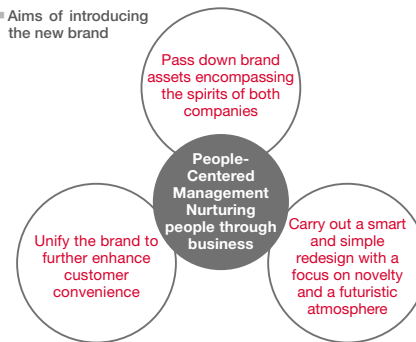 Aims of introducing
the new brand
Pass down brand
assets encompassing
the spirits of both
companies
People-
Centered
Management
Nurturing
people through
business
Unify the brand to
further enhance
customer
convenience
Carry out a smart
and simple
redesign with a
focus on novelty
and a futuristic
atmosphere